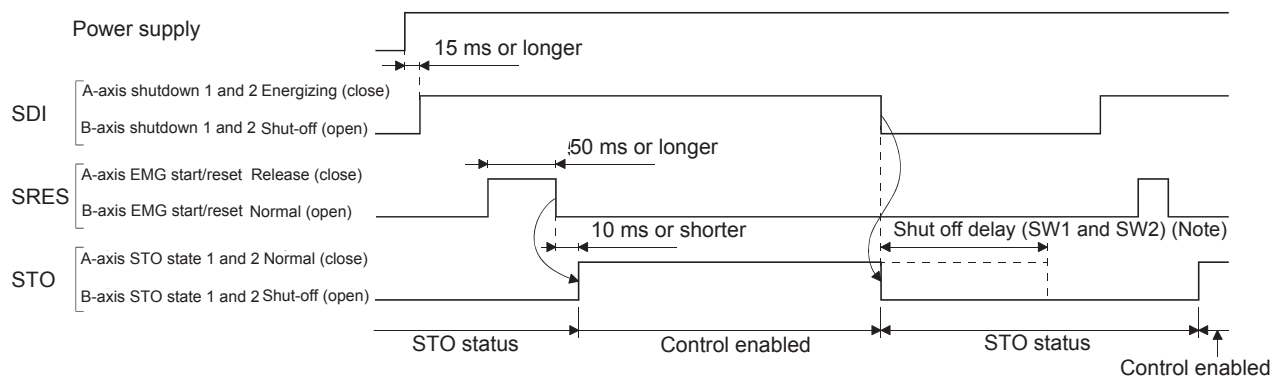 Power supply
15 ms or longer
SDI
A-axis shutdown 1 and 2 Energizing (close)
B-axis shutdown 1 and 2 Shut-off (open)
50 ms or longer
SRES
A-axis EMG start/reset Release (close)
B-axis EMG start/reset Normal (open)
10 ms or shorter
Shut off delay (SW1 and SW2) (Note)
STO
A-axis STO state 1 and 2 Normal (close)
B-axis STO state 1 and 2 Shut-off (open)
STO status
Control enabled
STO status
Control enabled